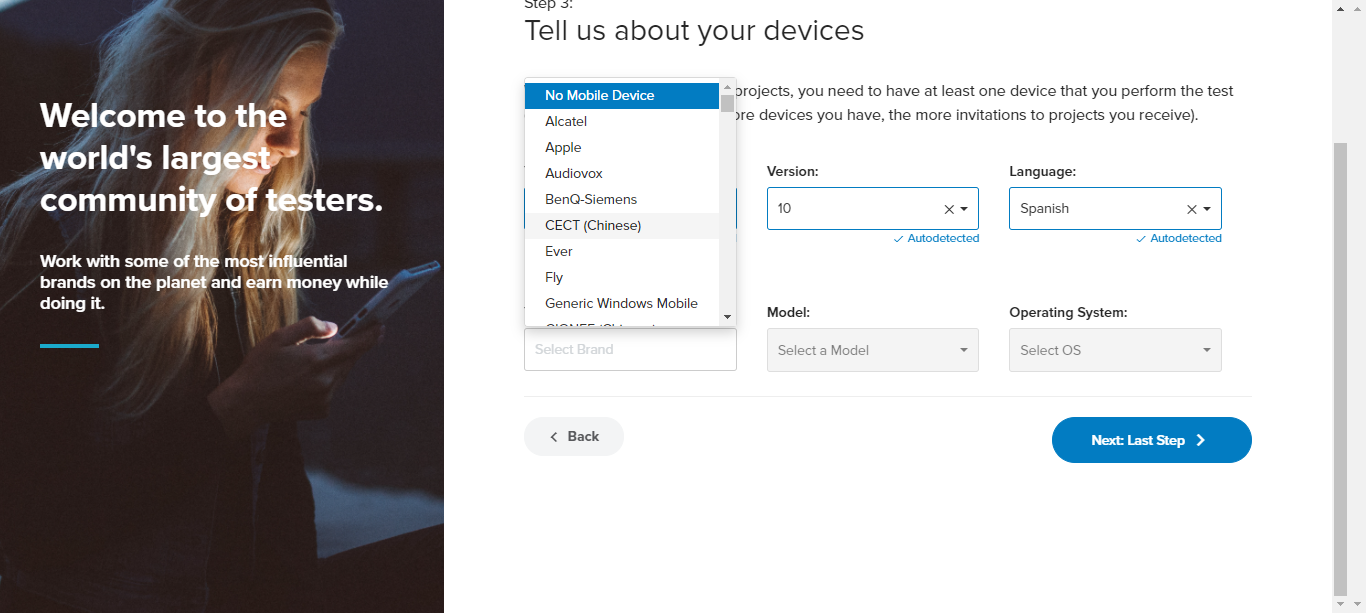 Welcome to the
world's largest
community of testers.
Work with some of the most influential
brands on the planet and earn money while
doing it.
Step 3:
Tell us about your devices
projects, you need to have at least one device that you perform the test
ore devices you have, the more invitations to projects you receive).
No Mobile Device
Alcatel
Apple
Audiovox
BenQ-Siemens
CECT (Chinese)
Ever
Fly
Generic Windows Mobile
Select Brand
Version:
10
Autodetected
Language:
Spanish
Autodetected
Model:
Select a Model
Operating System:
Select OS
Back
Next: Last Step